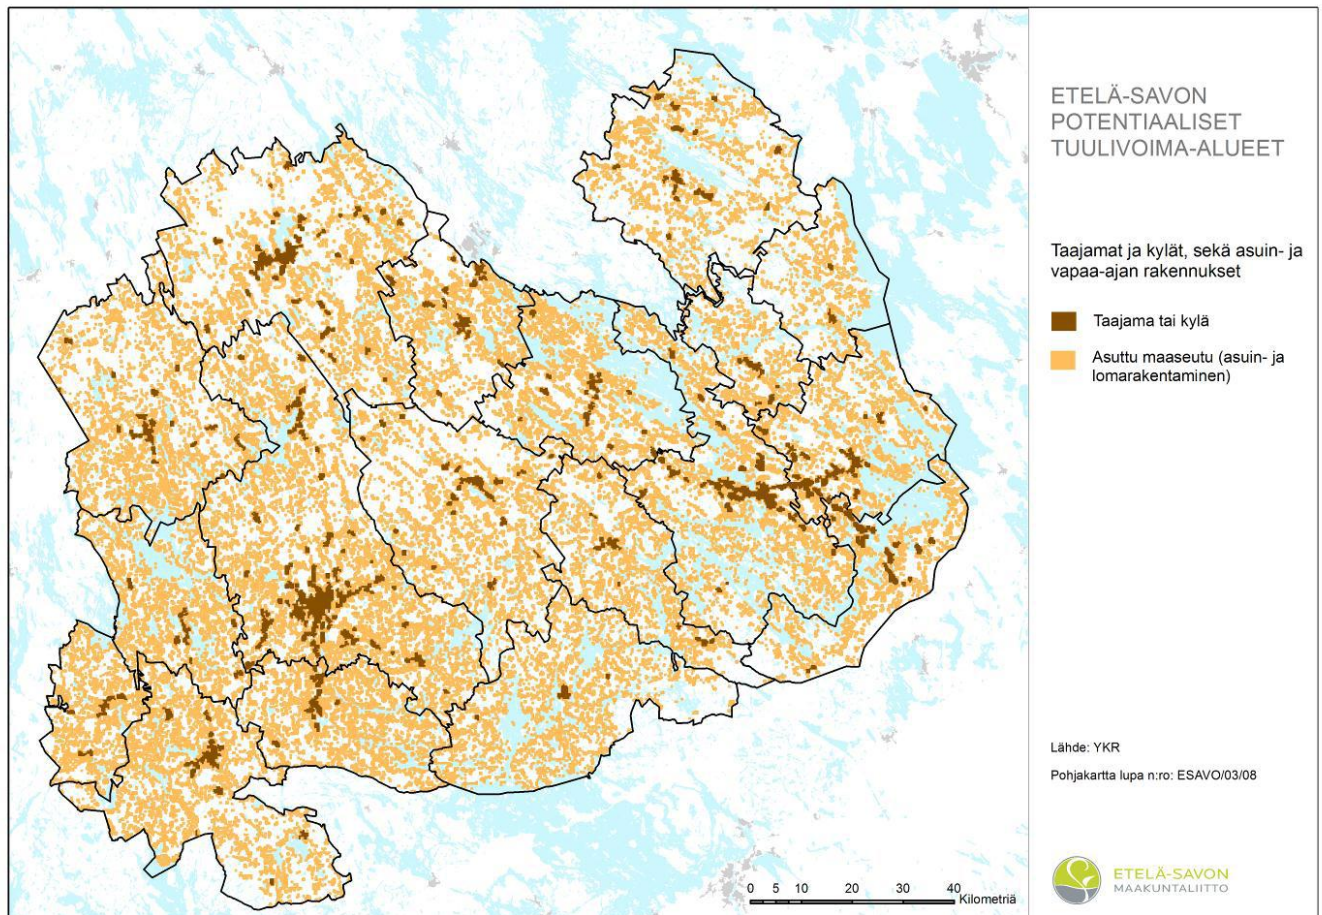 ETELÄ-SAVON
POTENTIAALISET
TUULIVOIMA-ALUEET
Taajamat ja kylät, sekä asuin- ja
vapaa-ajan rakennukset
Taajama tai kylä
Asuttu maaseutu (asuin- ja
lomarakentaminen)
Lähde: YKR
Pohjakartta lupa n:ro: ESAVO/03/08
ETELÄ-SAVON
MAAKUNTALIITTO
0 5 10 20 30 40
Kilometriä